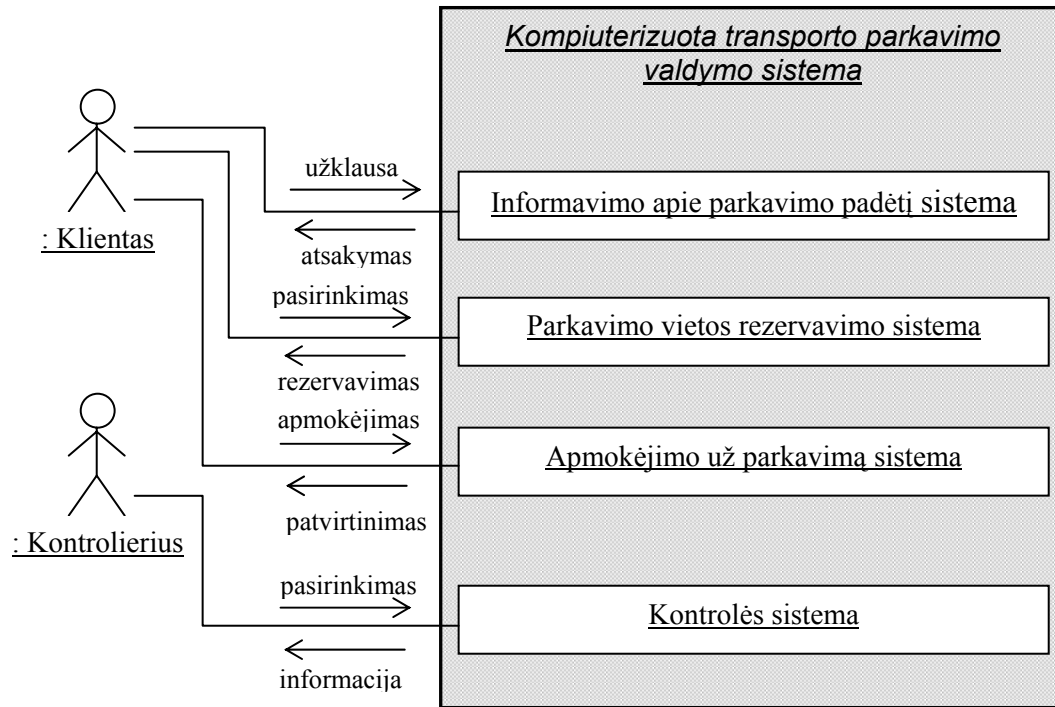 Kompiuterizuota transporto parkavimo
valdymo sistema
užklausa
Informavimo apie parkavimo padėtį sistema
: Klientas
atsakymas
pasirinkimas
Parkavimo vietos rezervavimo sistema
rezervavimas
apmokėjimas
Apmokėjimo už parkavimą sistema
patvirtinimas
: Kontrolierius
pasirinkimas
Kontrolės sistema
informacija